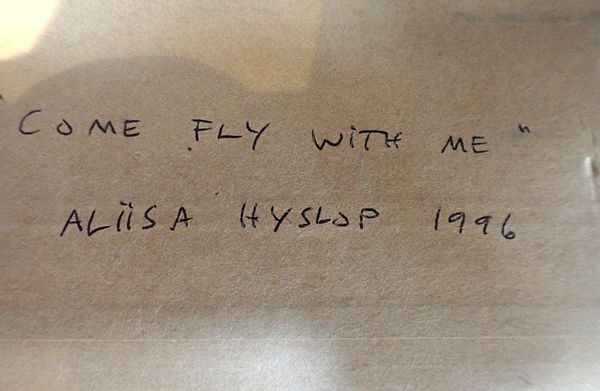 "COME FLY WITH ME"
ALiiSA HYSLOP 1996